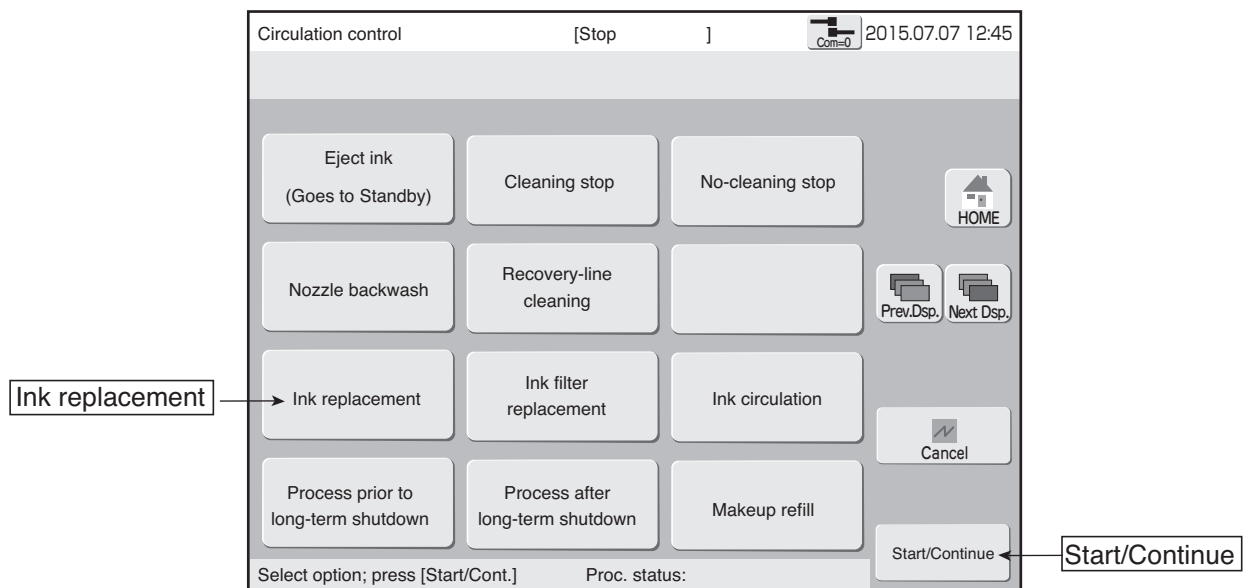 Circulation control [Stop ] Com=0 2015.07.07 12:45
Eject ink
(Goes to Standby)
Cleaning stop
No-cleaning stop
HOME
Nozzle backwash
Recovery-line
cleaning
Prev.Dsp.
Next Dsp.
Ink replacement
Ink replacement
Ink filter
replacement
Ink circulation
Cancel
Process prior to
long-term shutdown
Process after
long-term shutdown
Makeup refill
Start/Continue
Start/Continue
Select option; press [Start/Cont.] Proc. status: